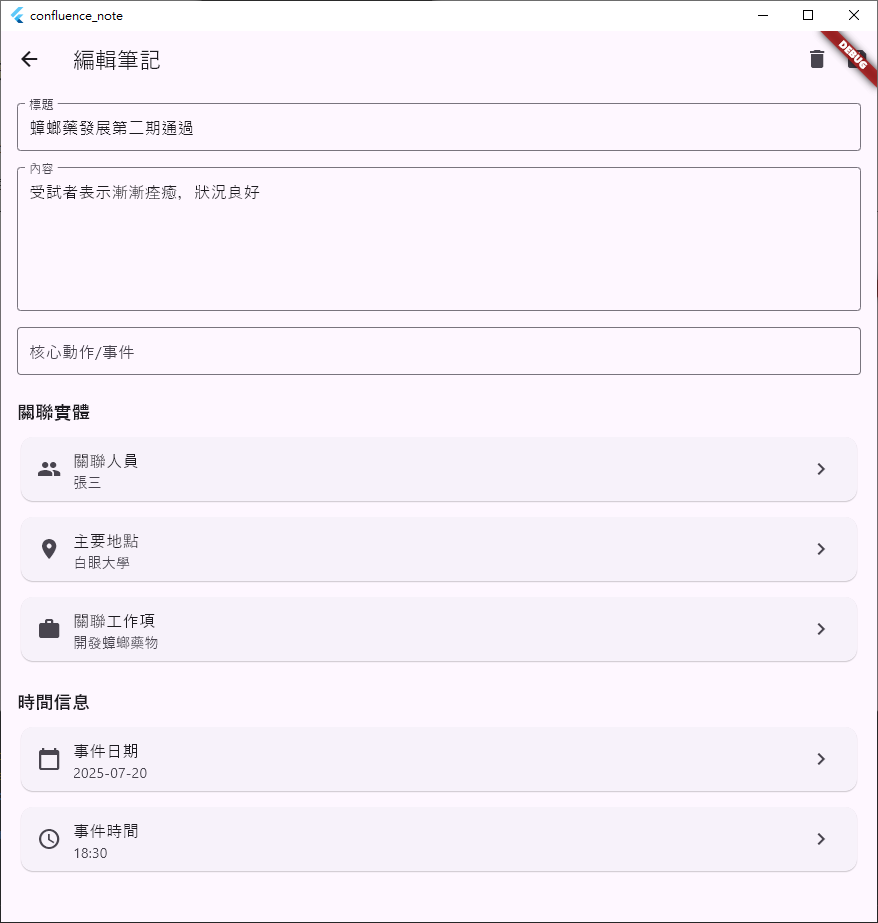 confluence_note
編輯筆記
DEBUG
標題
蟑螂藥發展第二期通過
內容
受試者表示漸漸痊癒，狀況良好
核心動作/事件
關聯實體
關聯人員
張三
主要地點
白眼大學
關聯工作項
開發蟑螂藥物
時間信息
事件日期
2025-07-20
事件時間
18:30